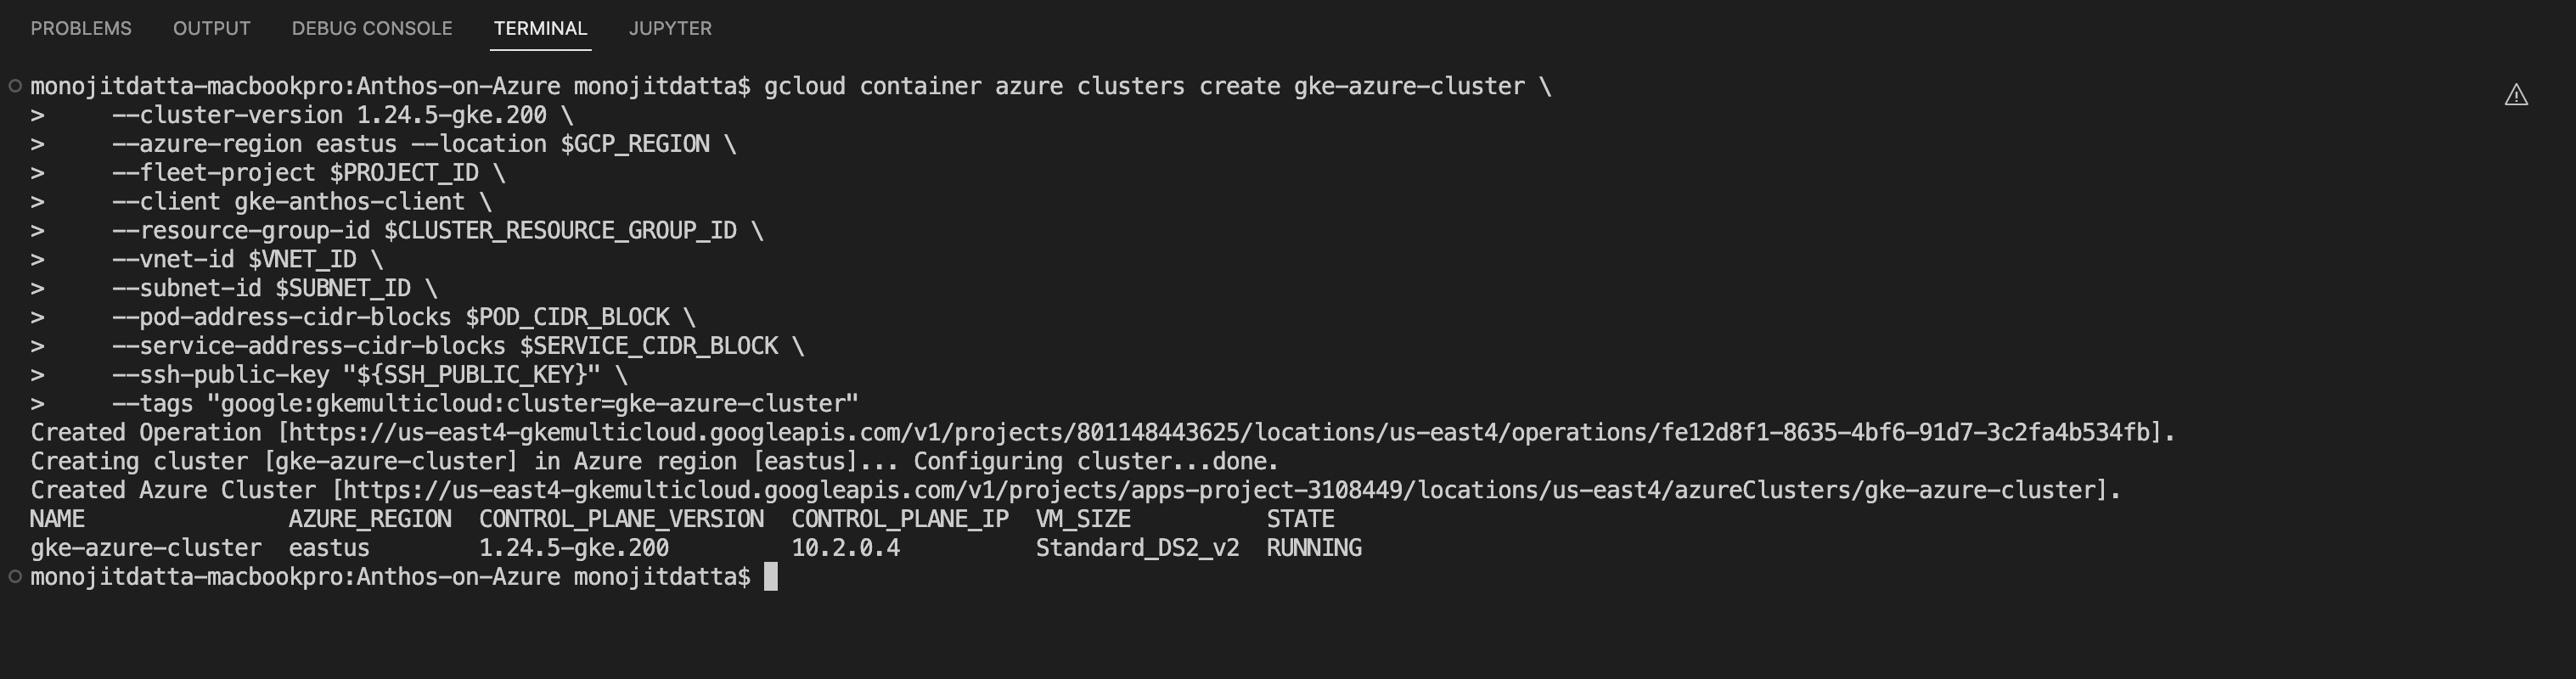 PROBLEMS OUTPUT DEBUG CONSOLE TERMINAL JUPYTER
monojitdatta-macbookpro:Anthos-on-Azure monojitdatta$ gcloud container azure clusters create gke-azure-cluster \
> --cluster-version 1.24.5-gke.200 \
> --azure-region eastus --location $GCP_REGION \
> --fleet-project $PROJECT_ID \
> --client gke-anthos-client \
> --resource-group-id $CLUSTER_RESOURCE_GROUP_ID \
> --vnet-id $VNET_ID \
> --subnet-id $SUBNET_ID \
> --pod-address-cidr-blocks $POD_CIDR_BLOCK \
> --service-address-cidr-blocks $SERVICE_CIDR_BLOCK \
> --ssh-public-key "${SSH_PUBLIC_KEY}" \
> --tags "google:gkemulticloud:cluster=gke-azure-cluster"
Created Operation [https://us-east4-gkemulticloud.googleapis.com/v1/projects/801148443625/locations/us-east4/operations/fe12d8f1-8635-4bf6-91d7-3c2fa4b534fb].
Creating cluster [gke-azure-cluster] in Azure region [eastus]... Configuring cluster...done.
Created Azure Cluster [https://us-east4-gkemulticloud.googleapis.com/v1/projects/apps-project-3108449/locations/us-east4/azureClusters/gke-azure-cluster].
NAME AZURE_REGION CONTROL_PLANE_VERSION CONTROL_PLANE_IP VM_SIZE STATE
gke-azure-cluster eastus 1.24.5-gke.200 10.2.0.4 Standard_DS2_v2 RUNNING
monojitdatta-macbookpro:Anthos-on-Azure monojitdatta$